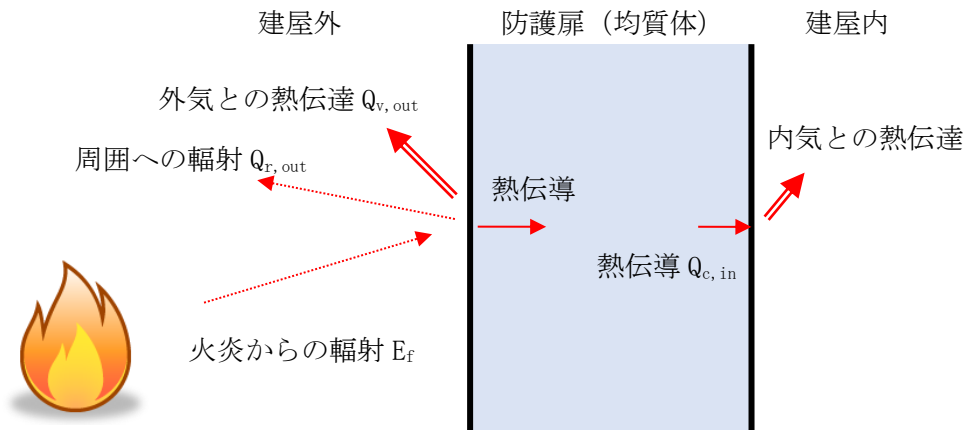 建屋外
防護扉（均質体）
建屋内
外気との熱伝達 Qv,out
内気との熱伝達
周囲への輻射 Qr,out
熱伝導
熱伝導 Qc,in
火炎からの輻射 Ef